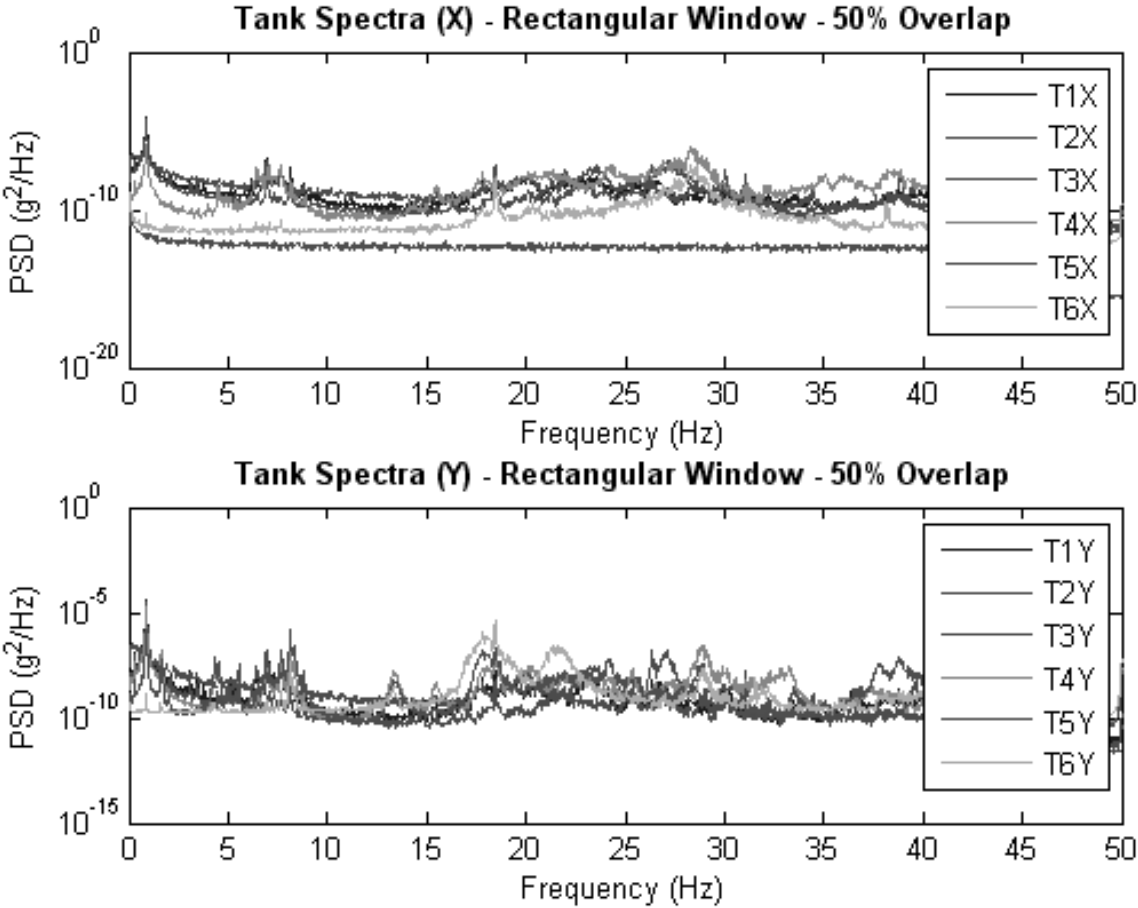 Tank Spectra (X) - Rectangular Window - 50% Overlap
10^0
10^-10
10^-20
PSD (g²/Hz)
T1X
T2X
T3X
T4X
T5X
T6X
0 5 10 15 20 25 30 35 40 45 50
Frequency (Hz)
Tank Spectra (Y) - Rectangular Window - 50% Overlap
10^0
10^-5
10^-10
10^-15
PSD (g²/Hz)
T1Y
T2Y
T3Y
T4Y
T5Y
T6Y
0 5 10 15 20 25 30 35 40 45 50
Frequency (Hz)